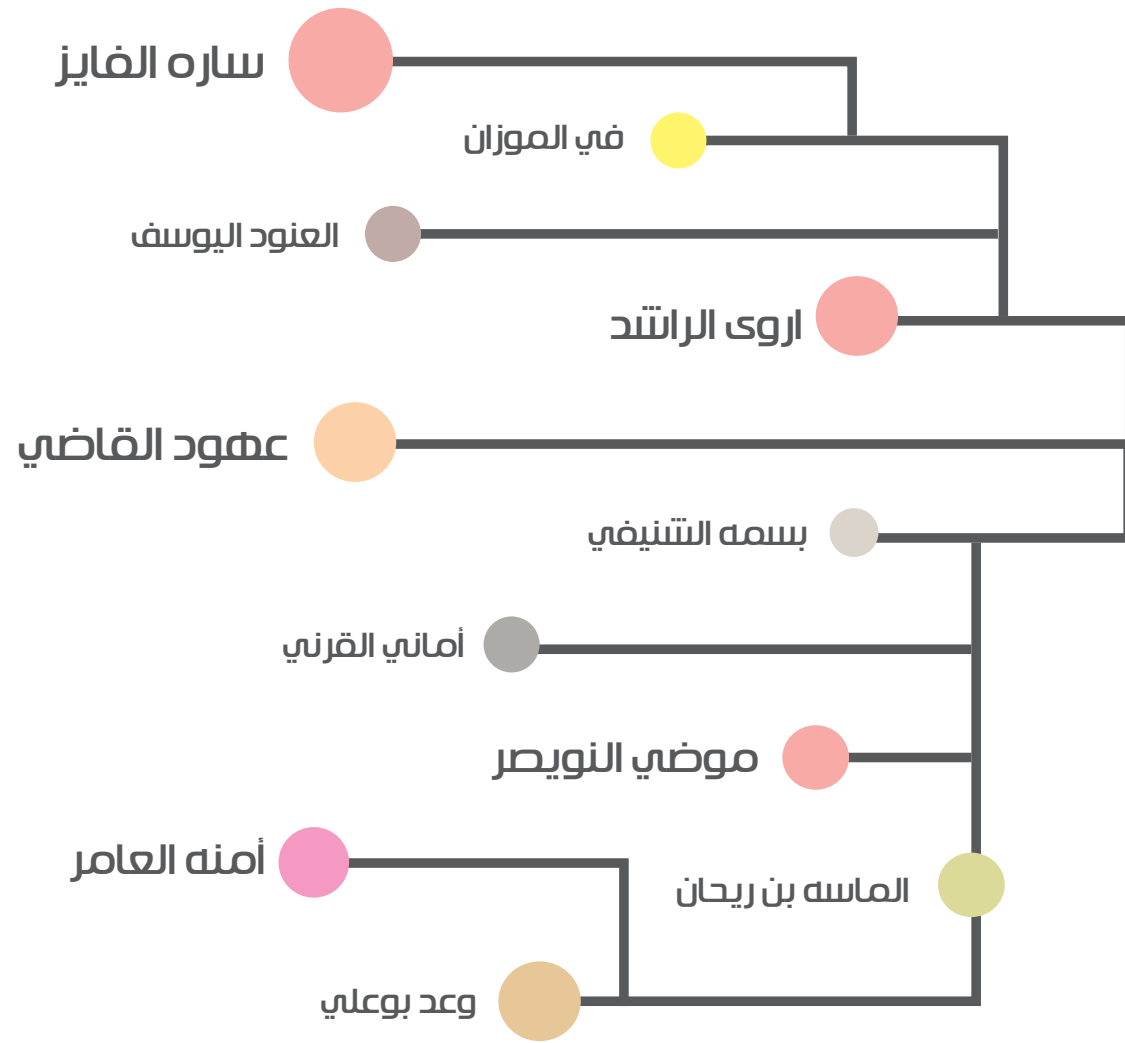 ساره الفايز
في الموزان
العنود اليوسف
اروى الراشد
عهود القاضي
بسمه الشنيفي
أماني القرني
موضي النويصر
أمنه العامر
الماسه بن ريحان
وعد بوعلي